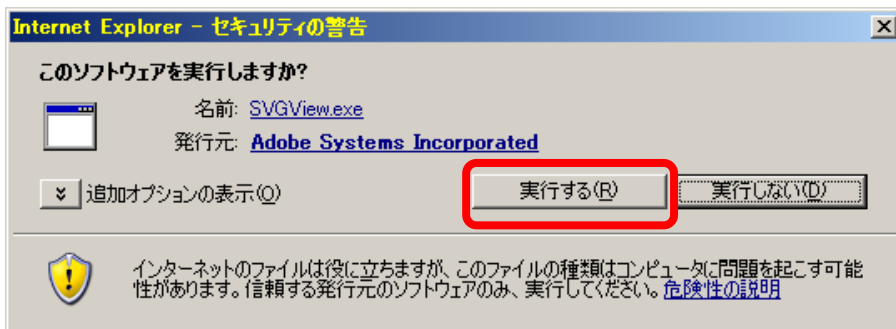 Internet Explorer － セキュリティの警告
このソフトウェアを実行しますか?
名前: SVGView.exe
発行元: Adobe Systems Incorporated
追加オプションの表示(O)
実行する(R)
実行しない(D)
インターネットのファイルは役に立ちますが、このファイルの種類はコンピュータに問題を起こす可能
性があります。信頼する発行元のソフトウェアのみ、実行してください。危険性の説明